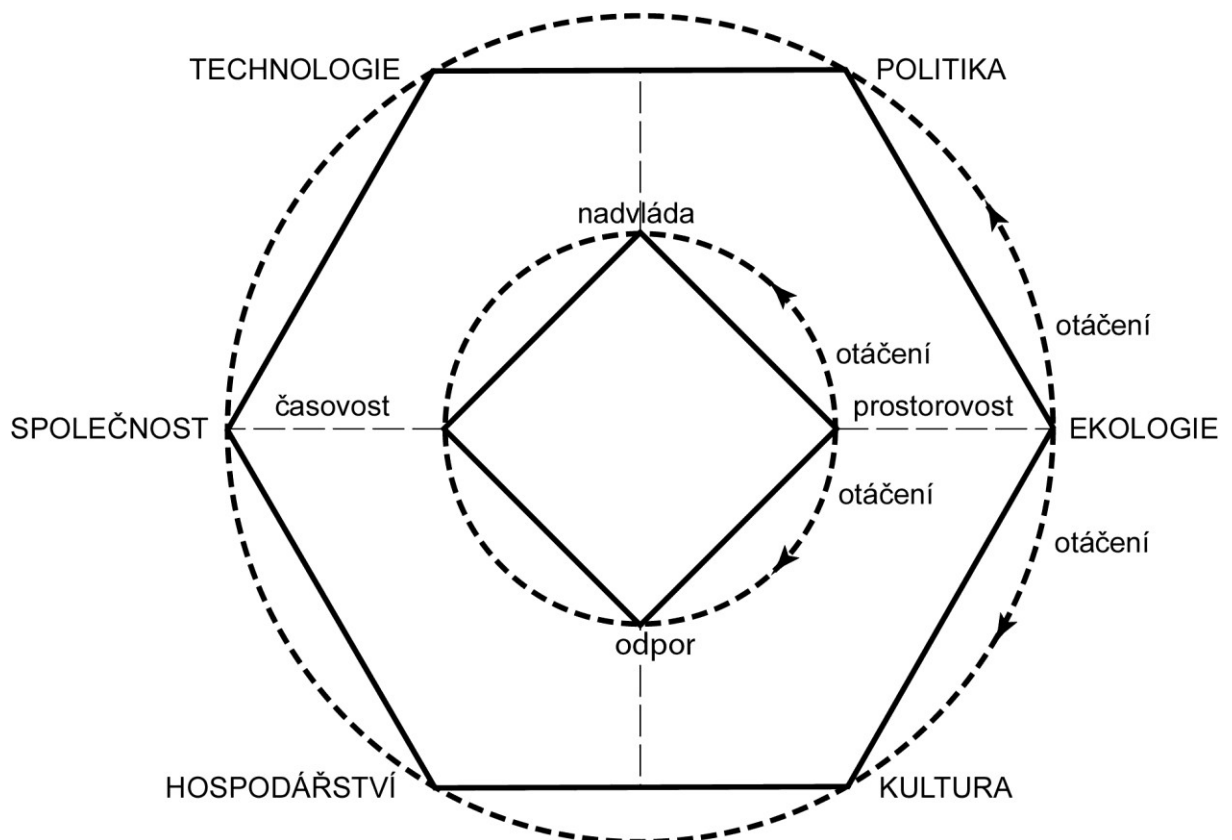 TECHNOLOGIE
POLITIKA
nadvláda
otáčení
otáčení
SPOLEČNOST
časovost
prostorovost
EKOLOGIE
otáčení
otáčení
odpor
HOSPODÁŘSTVÍ
KULTURA